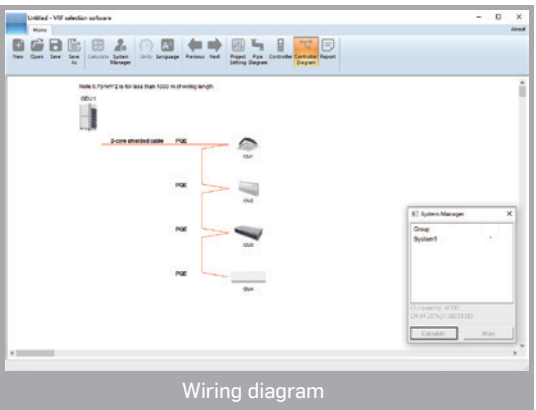 Untitled - VRF selection software
Home
About
New Open Save Save As Calculate System Manager Units Language Previous Next Project Setting Pipe Diagram Controller Controller Diagram Report
Note 0.75mm^2 is for less than 1000 m of wiring length.
ODU1
2-core shielded cable PQE
IDU1
PQE
IDU2
PQE
IDU3
PQE
IDU4
System Manager
Group
System1
Calculate
Wiring diagram